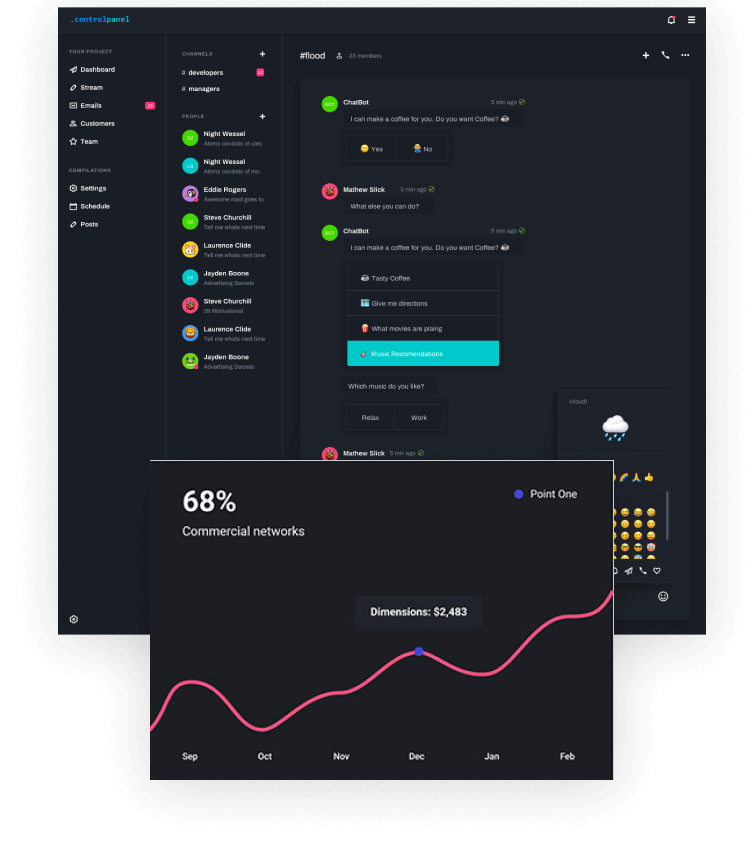 .controlpanel
YOUR PROJECT
Dashboard
Stream
Emails
Customers
Team
COMPILATIONS
Settings
Schedule
Posts
CHANNELS
# developers
# managers
PEOPLE
Night Wessel
Atoms consists of ules
Night Wessel
Atoms consists of mo..
Eddie Rogers
Awesome road goes to
Steve Churchill
Tell me whats next time
Laurence Clide
Tell me whats next time
Jayden Boone
Advertising Secrets
Steve Churchill
29 Motivational
Laurence Clide
Tell me whats next time
Jayden Boone
Advertising Secrets
#flood 23 members
BOT ChatBot 5 min ago
I can make a coffee for you. Do you want Coffee?
Yes No
Mathew Slick 5 min ago
What else you can do?
BOT ChatBot 5 min ago
I can make a coffee for you. Do you want Coffee?
Tasty Coffee
Give me directions
What movies are plaing
Music Recomendations
Which music do you like?
Relax Work
Mathew Slick 5 min ago
(cloud)
68%
Commercial networks
Point One
Dimensions: $2,483
Sep Oct Nov Dec Jan Feb